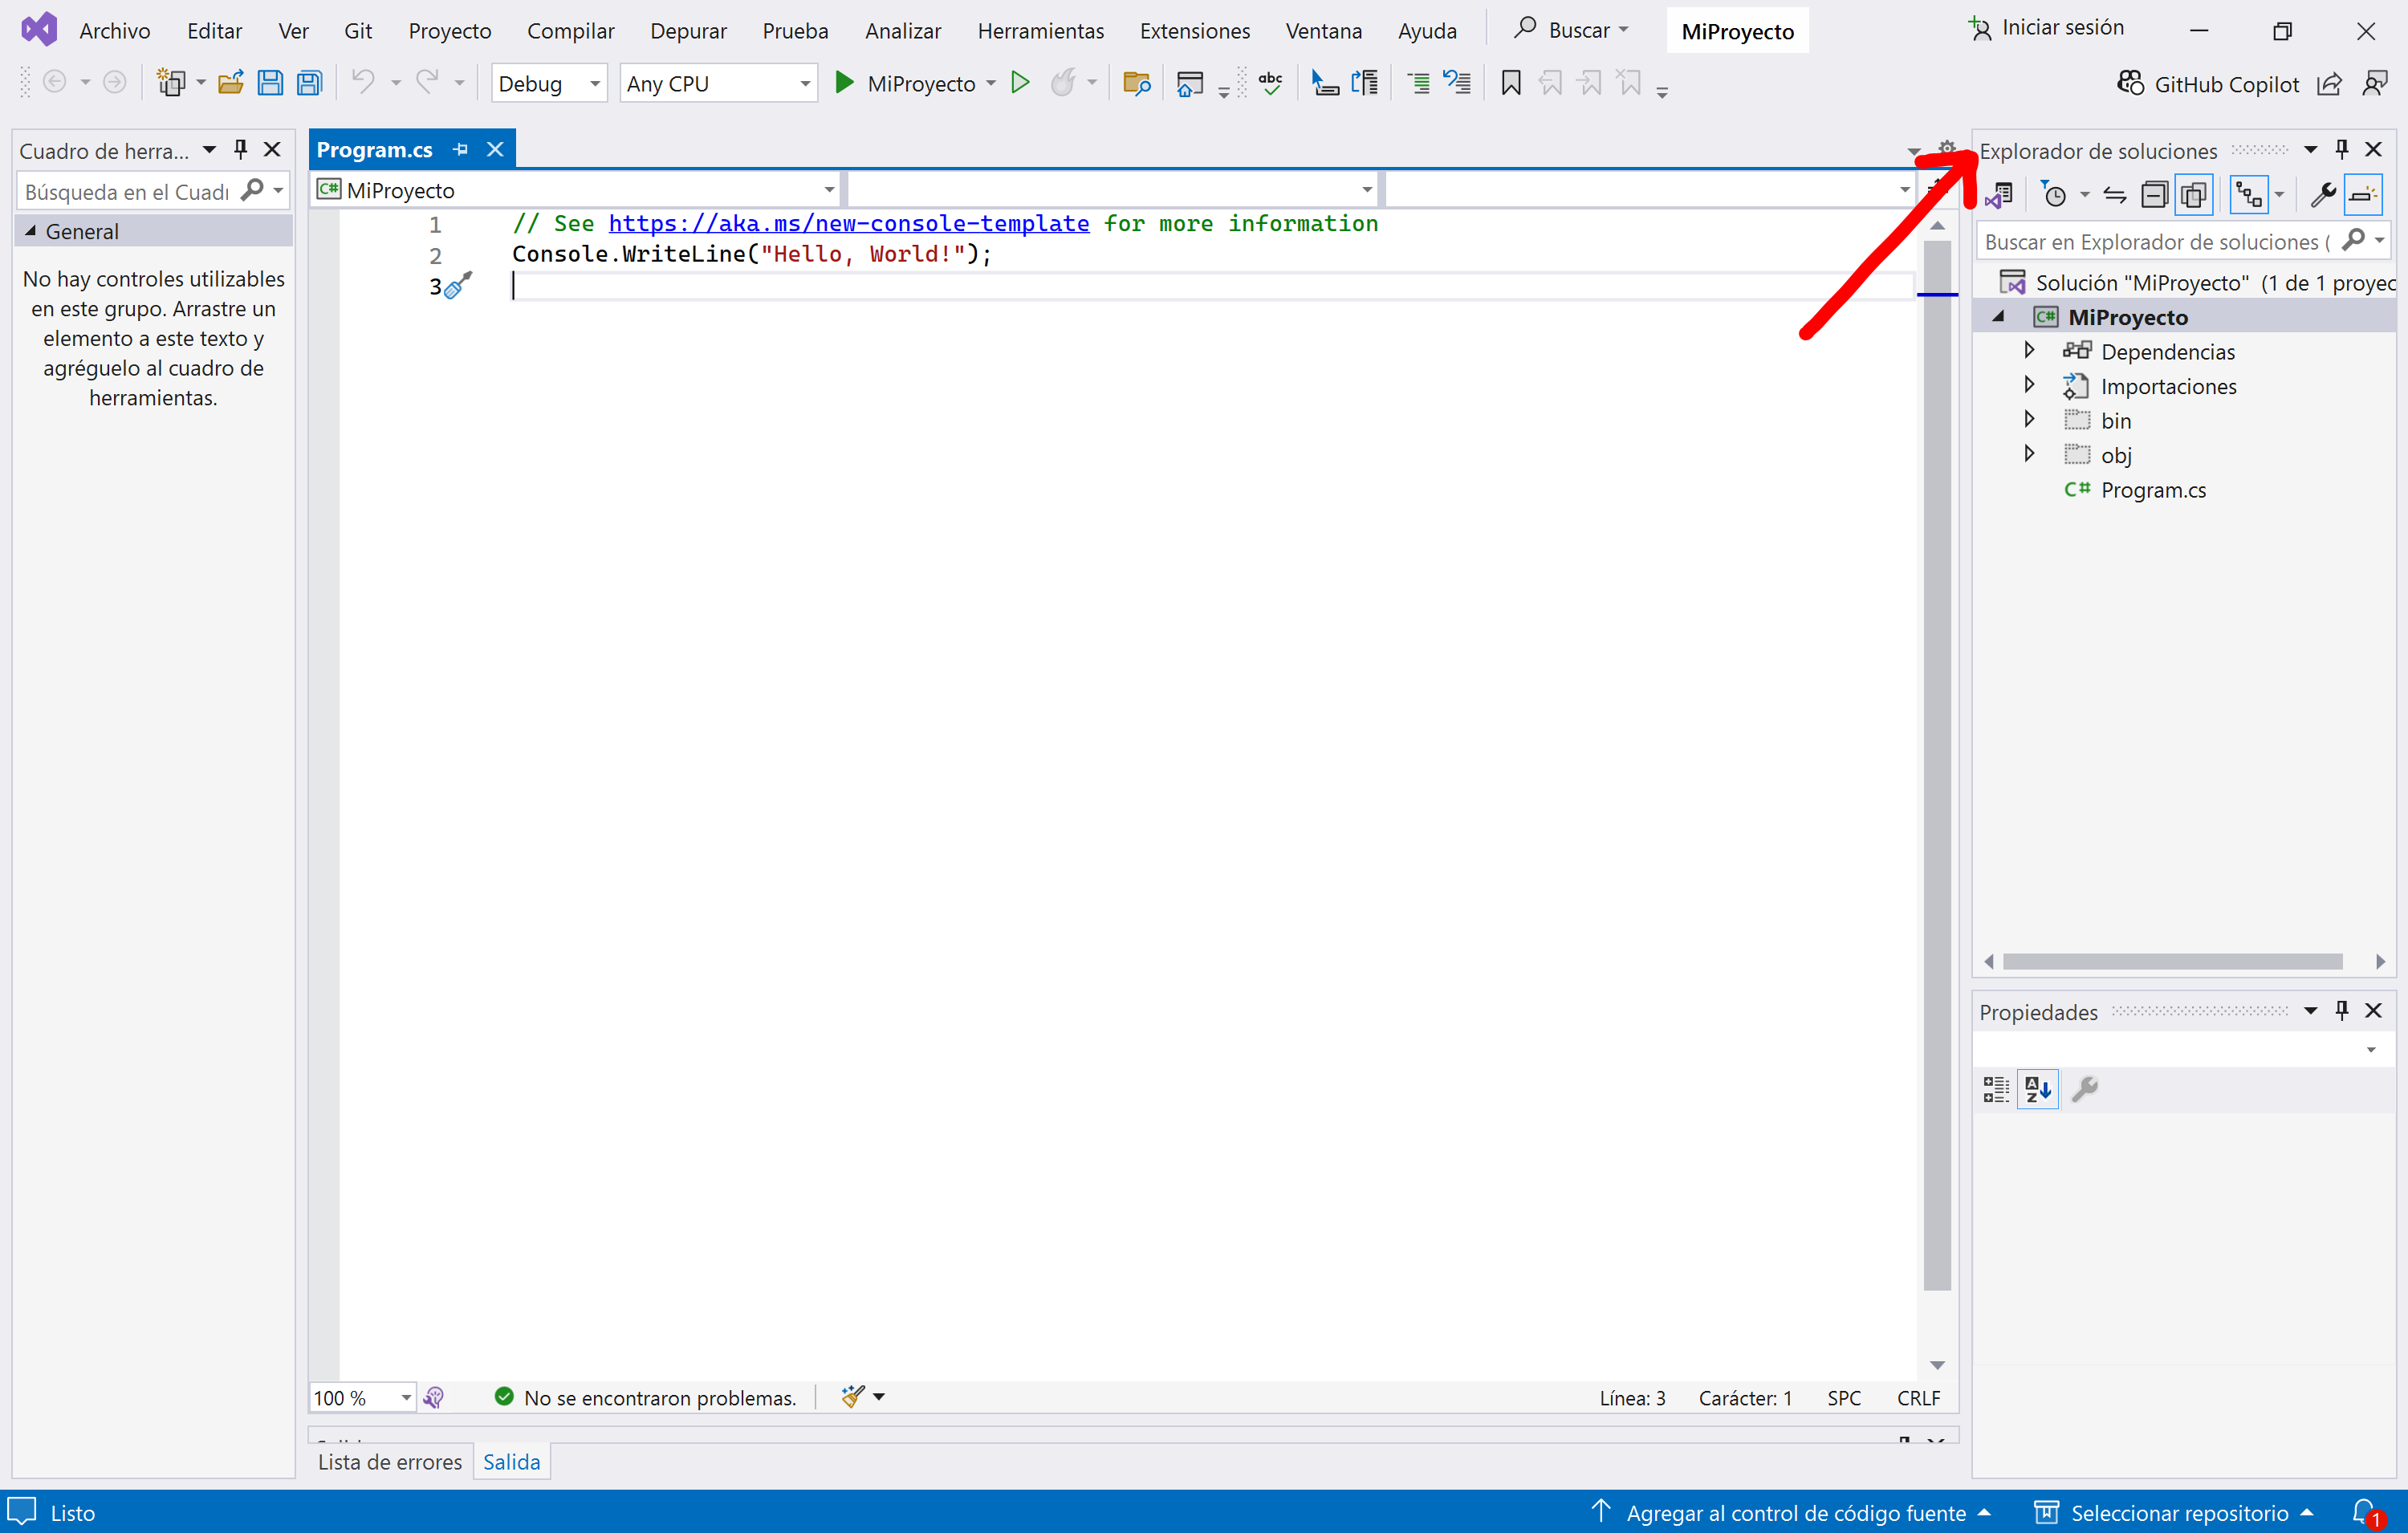 Archivo Editar Ver Git Proyecto Compilar Depurar Prueba Analizar Herramientas Extensiones Ventana Ayuda Buscar MiProyecto Iniciar sesión
Debug Any CPU MiProyecto abc GitHub Copilot
Cuadro de herra...
Búsqueda en el Cuad
General
No hay controles utilizables
en este grupo. Arrastre un
elemento a este texto y
agréguelo al cuadro de
herramientas.
Program.cs
C# MiProyecto
1 // See https://aka.ms/new-console-template for more information
2 Console.WriteLine("Hello, World!");
3
100 % No se encontraron problemas. Línea: 3 Carácter: 1 SPC CRLF
Lista de errores Salida
Explorador de soluciones
Buscar en Explorador de soluciones (
Solución "MiProyecto" (1 de 1 proyec
C# MiProyecto
Dependencias
Importaciones
bin
obj
C# Program.cs
Propiedades
AZ
Listo Agregar al control de código fuente Seleccionar repositorio 1